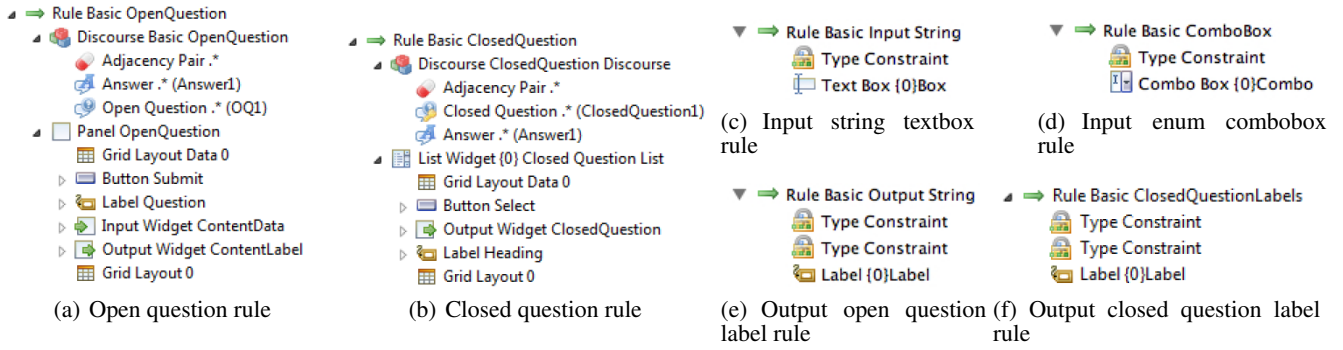 Rule Basic OpenQuestion
Discourse Basic OpenQuestion
Adjacency Pair .*
Answer .* (Answer1)
Open Question .* (OQ1)
Panel OpenQuestion
Grid Layout Data 0
Button Submit
Label Question
Input Widget ContentData
Output Widget ContentLabel
Grid Layout 0
(a) Open question rule
Rule Basic ClosedQuestion
Discourse ClosedQuestion Discourse
Adjacency Pair .*
Closed Question .* (ClosedQuestion1)
Answer .* (Answer1)
List Widget {0} Closed Question List
Grid Layout Data 0
Button Select
Output Widget ClosedQuestion
Label Heading
Grid Layout 0
(b) Closed question rule
Rule Basic Input String
Type Constraint
Text Box {0}Box
(c) Input string textbox
rule
Rule Basic ComboBox
Type Constraint
Combo Box {0}Combo
(d) Input enum combobox
rule
Rule Basic Output String
Type Constraint
Type Constraint
Label {0}Label
(e) Output open question
label rule
Rule Basic ClosedQuestionLabels
Type Constraint
Type Constraint
Label {0}Label
(f) Output closed question label
rule